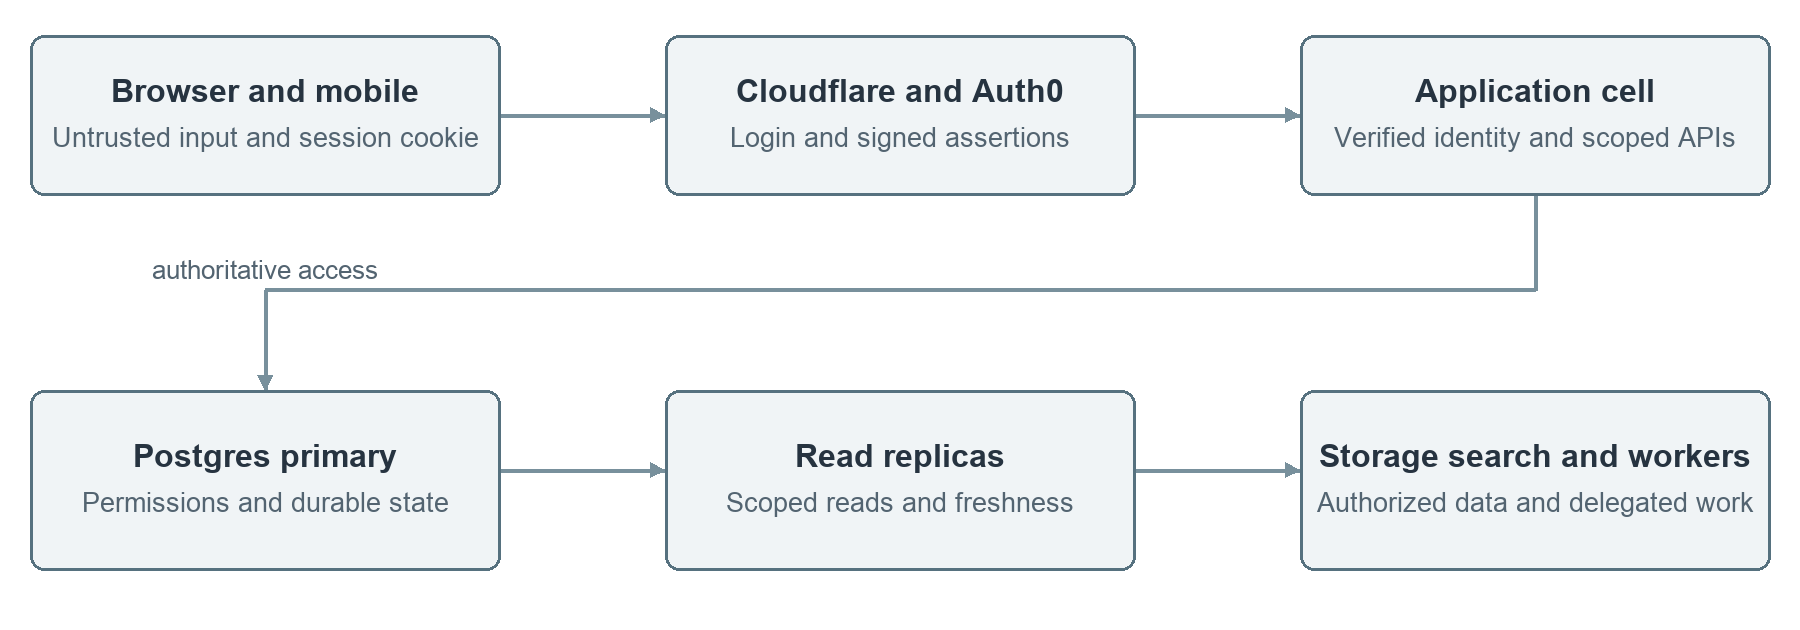 Browser and mobile
Untrusted input and session cookie
Cloudflare and Auth0
Login and signed assertions
Application cell
Verified identity and scoped APIs
authoritative access
Postgres primary
Permissions and durable state
Read replicas
Scoped reads and freshness
Storage search and workers
Authorized data and delegated work